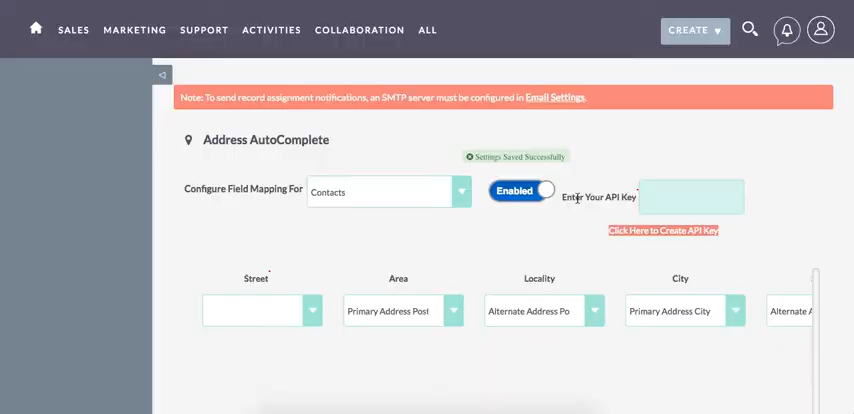 SALES MARKETING SUPPORT ACTIVITIES COLLABORATION ALL CREATE
Note: To send record assignment notifications, an SMTP server must be configured in Email Settings.
Address AutoComplete
Settings Saved Successfully
Configure Field Mapping For Contacts Enabled Enter Your API Key *
Click Here to Create API Key
Street * Area Locality City
Primary Address Post Alternate Address Po Primary Address City Alternate A